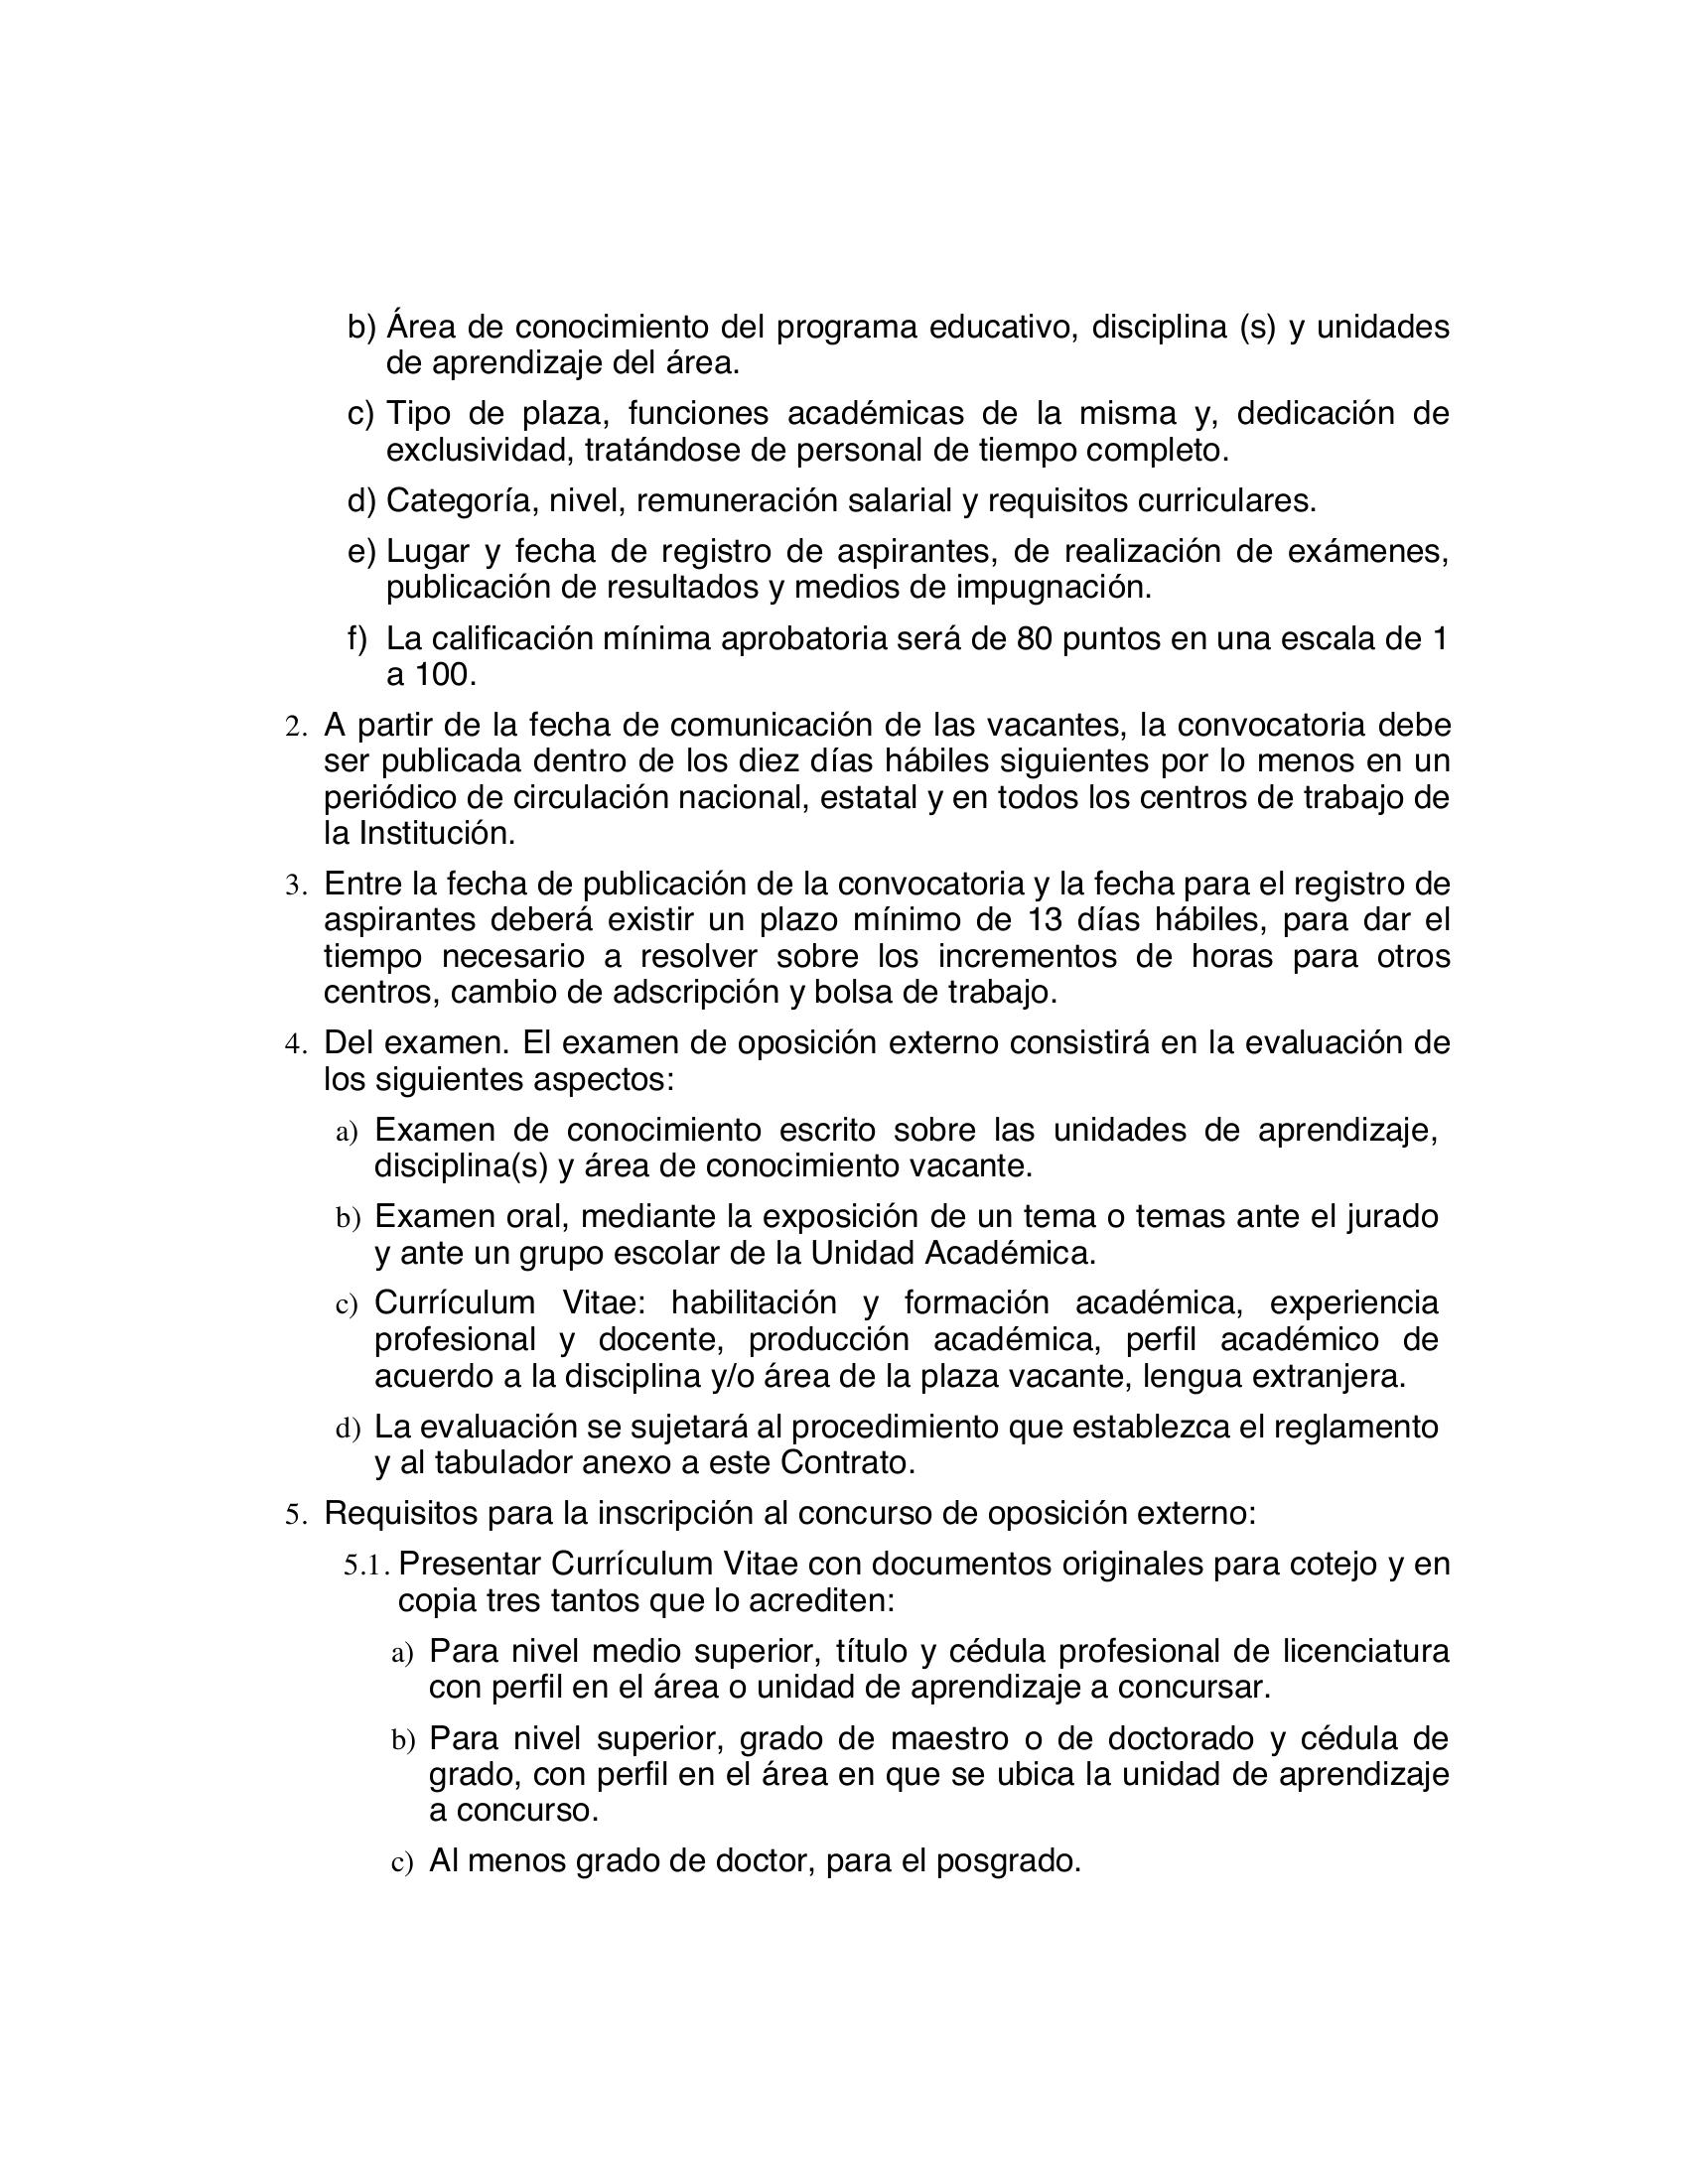 b) Área de conocimiento del programa educativo, disciplina (s) y unidades
de aprendizaje del área.
c) Tipo de plaza, funciones académicas de la misma y, dedicación de
exclusividad, tratándose de personal de tiempo completo.
d) Categoría, nivel, remuneración salarial y requisitos curriculares.
e) Lugar y fecha de registro de aspirantes, de realización de exámenes,
publicación de resultados y medios de impugnación.
f) La calificación mínima aprobatoria será de 80 puntos en una escala de 1
a 100.
2. A partir de la fecha de comunicación de las vacantes, la convocatoria debe
ser publicada dentro de los diez días hábiles siguientes por lo menos en un
periódico de circulación nacional, estatal y en todos los centros de trabajo de
la Institución.
3. Entre la fecha de publicación de la convocatoria y la fecha para el registro de
aspirantes deberá existir un plazo mínimo de 13 días hábiles, para dar el
tiempo necesario a resolver sobre los incrementos de horas para otros
centros, cambio de adscripción y bolsa de trabajo.
4. Del examen. El examen de oposición externo consistirá en la evaluación de
los siguientes aspectos:
a) Examen de conocimiento escrito sobre las unidades de aprendizaje,
disciplina(s) y área de conocimiento vacante.
b) Examen oral, mediante la exposición de un tema o temas ante el jurado
y ante un grupo escolar de la Unidad Académica.
c) Currículum Vitae: habilitación y formación académica, experiencia
profesional y docente, producción académica, perfil académico de
acuerdo a la disciplina y/o área de la plaza vacante, lengua extranjera.
d) La evaluación se sujetará al procedimiento que establezca el reglamento
y al tabulador anexo a este Contrato.
5. Requisitos para la inscripción al concurso de oposición externo:
5.1. Presentar Currículum Vitae con documentos originales para cotejo y en
copia tres tantos que lo acrediten:
a) Para nivel medio superior, título y cédula profesional de licenciatura
con perfil en el área o unidad de aprendizaje a concursar.
b) Para nivel superior, grado de maestro o de doctorado y cédula de
grado, con perfil en el área en que se ubica la unidad de aprendizaje
a concurso.
c) Al menos grado de doctor, para el posgrado.